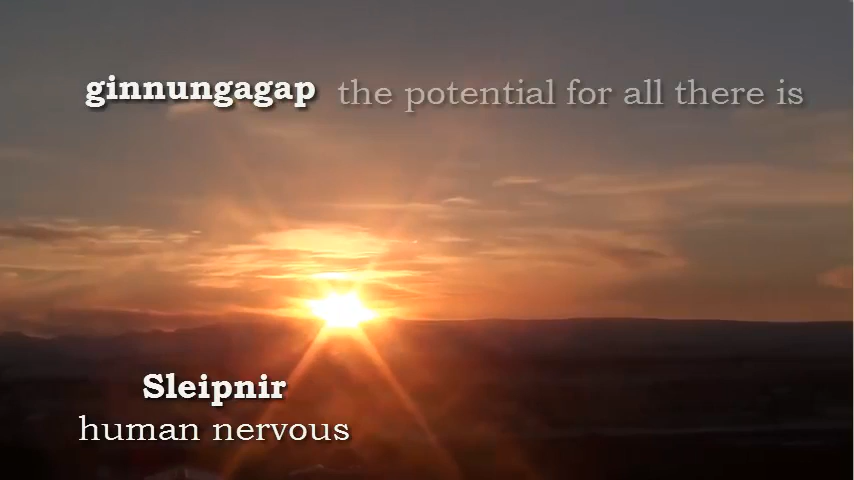 ginnungagap the potential for all there is
Sleipnir
human nervous